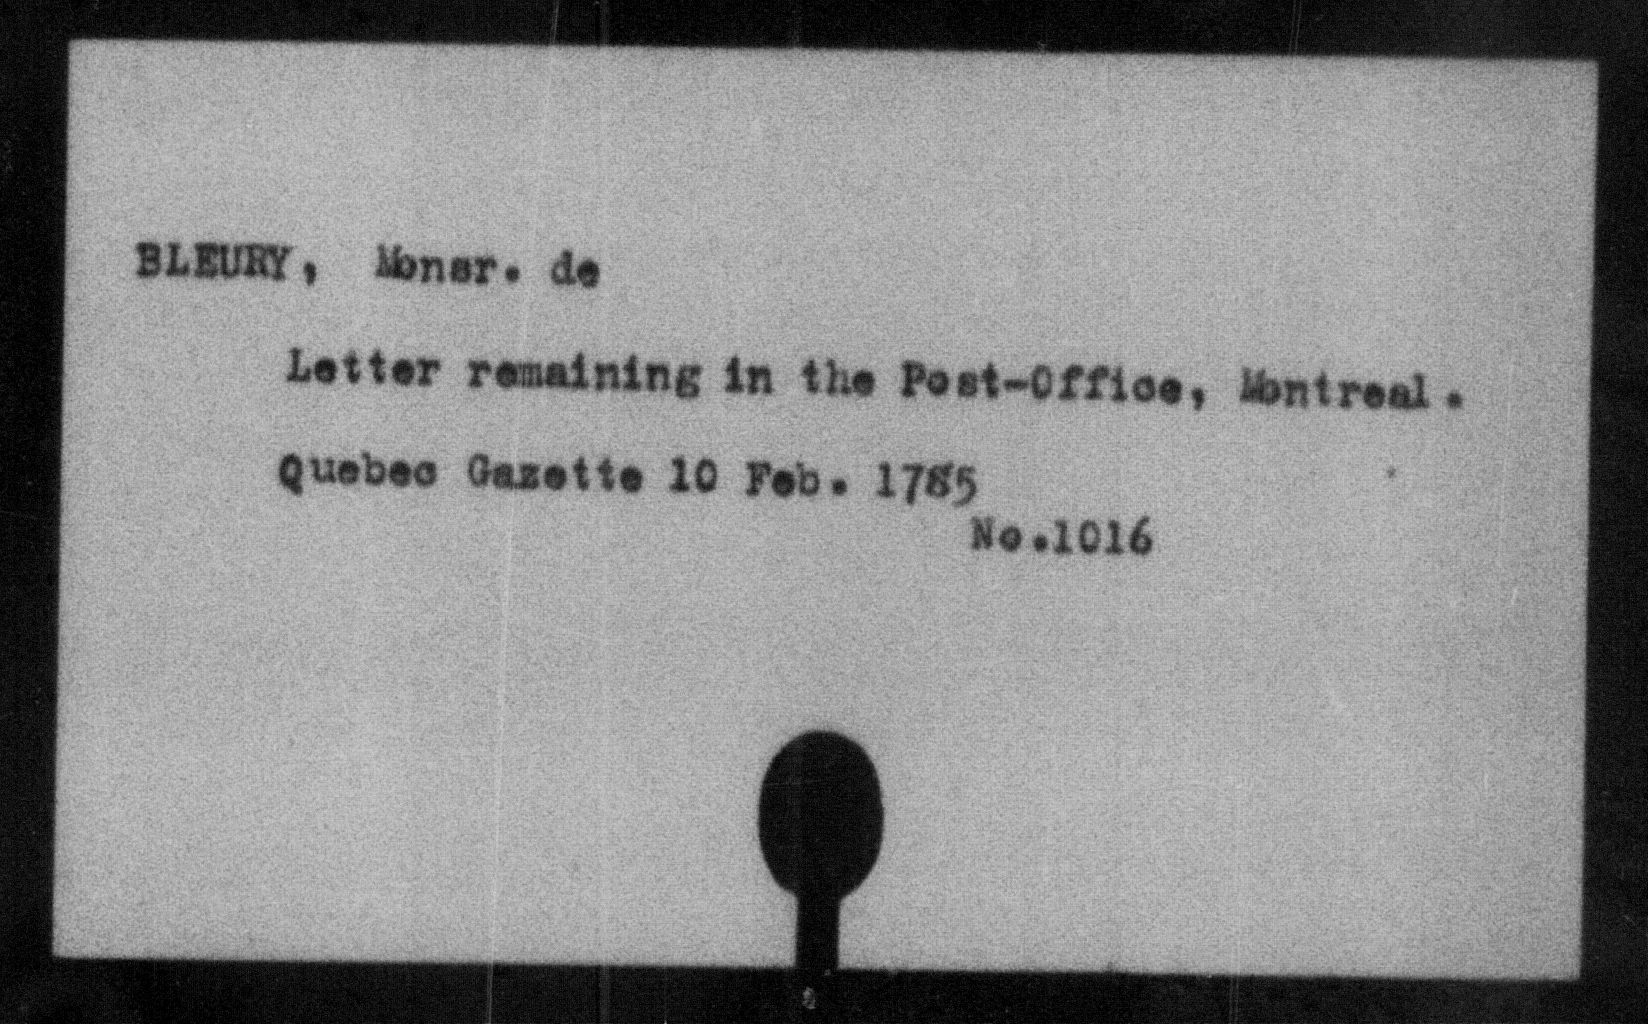 BLEURY, Monsr. de
Letter remaining in the Post-Office, Montreal.
Quebec Gazette 10 Feb. 1785
No.1016